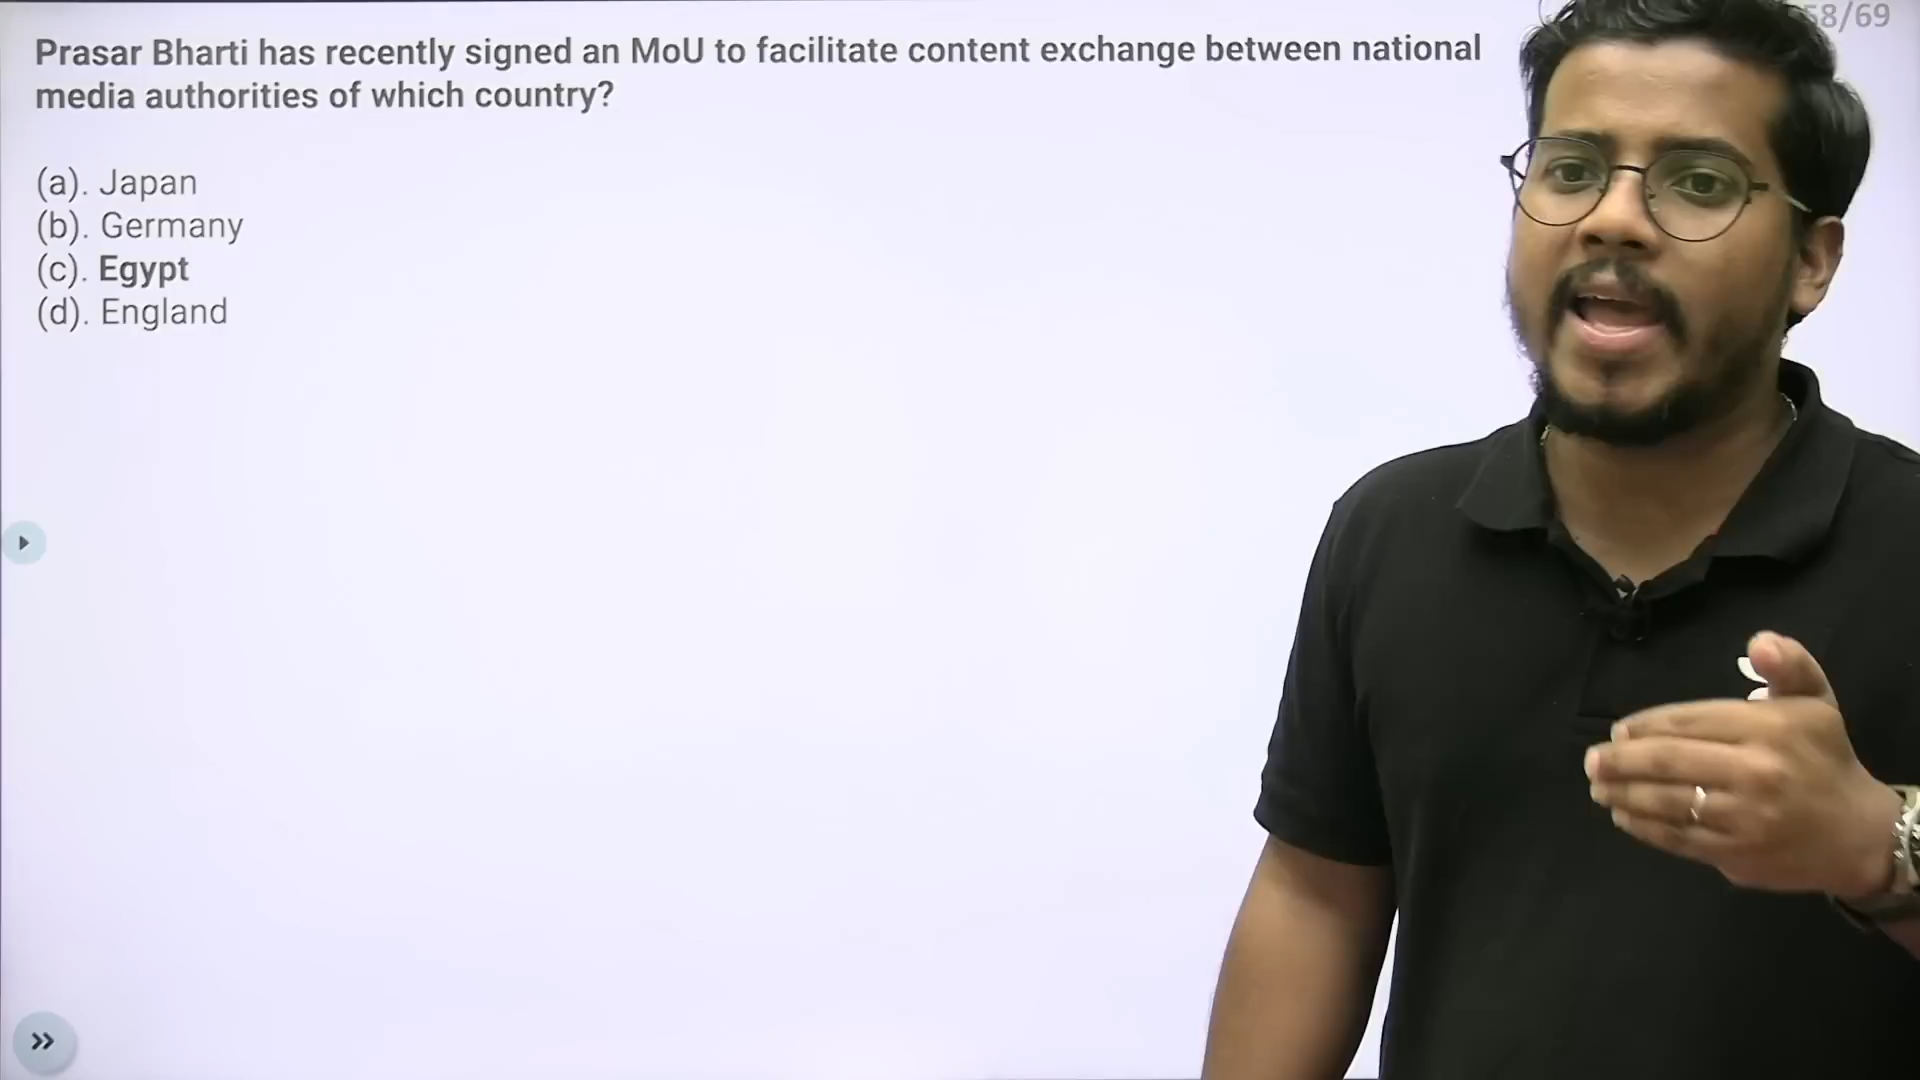 58/69
Prasar Bharti has recently signed an MoU to facilitate content exchange between national
media authorities of which country?
(a). Japan
(b). Germany
(c). Egypt
(d). England